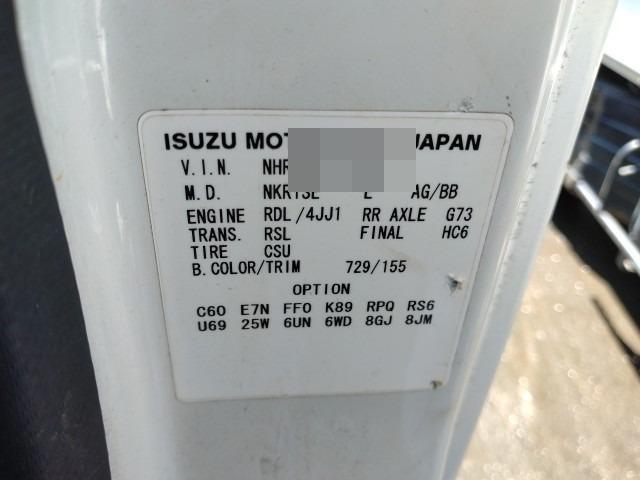 ISUZU MOT JAPAN
V.I.N. NHR
M.D. AG/BB
ENGINE RDL/4JJ1 RR AXLE G73
TRANS. RSL FINAL HC6
TIRE CSU
B.COLOR/TRIM 729/155
OPTION
C60 E7N FF0 K89 RPQ RS6
U69 25W 6UN 6WD 8GJ 8JM